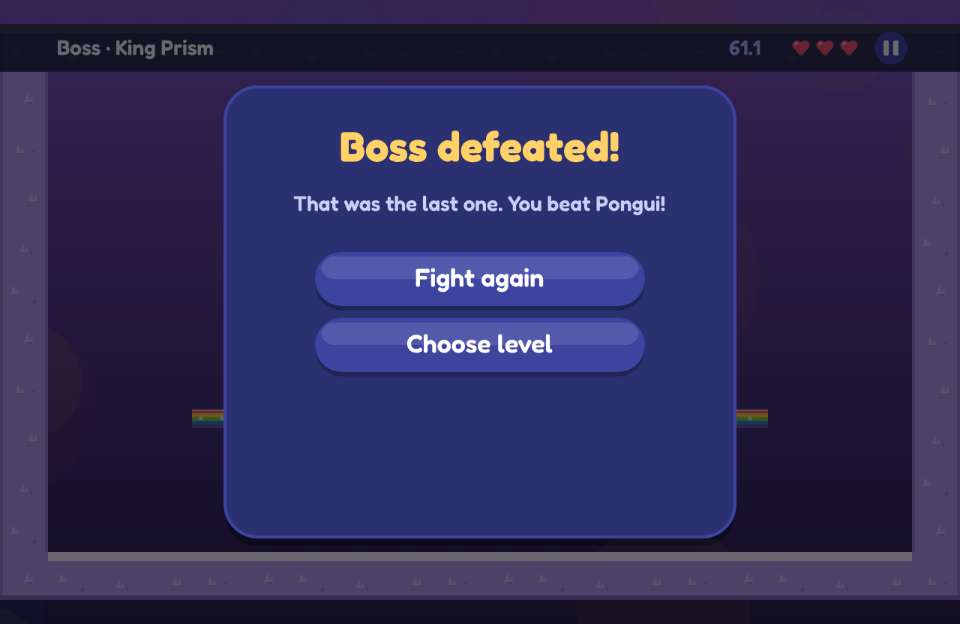 Boss · King Prism
61.1
Boss defeated!
That was the last one. You beat Pongui!
Fight again
Choose level